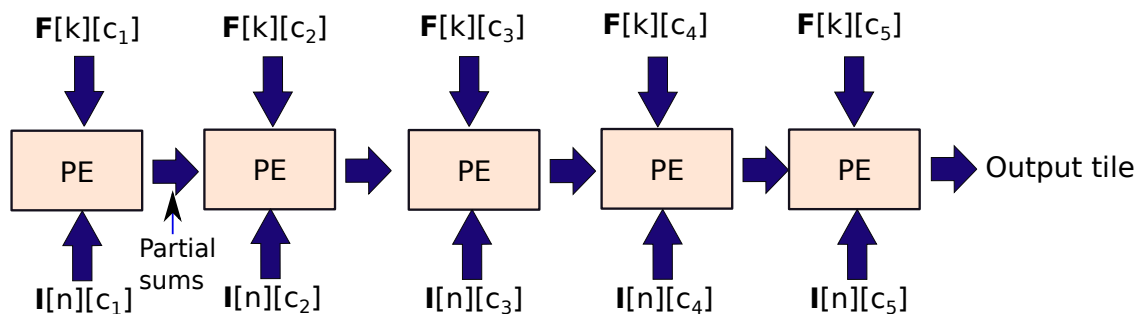 F[k][c₁] F[k][c₂] F[k][c₃] F[k][c₄] F[k][c₅]
PE PE PE PE PE Output tile
Partial
sums
I[n][c₁] I[n][c₂] I[n][c₃] I[n][c₄] I[n][c₅]